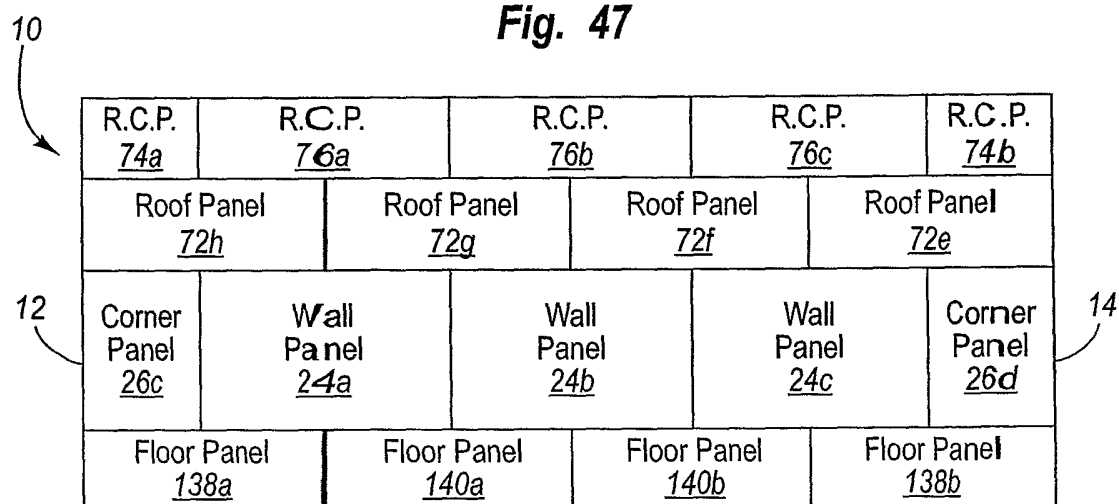 Fig. 47
10
R.C.P. R.C.P. R.C.P. R.C.P. R.C.P.
74a 76a 76b 76c 74b
Roof Panel Roof Panel Roof Panel Roof Panel
72h 72g 72f 72e
12 14
Corner Wall Wall Wall Corner
Panel Panel Panel Panel Panel
26c 24a 24b 24c 26d
Floor Panel Floor Panel Floor Panel Floor Panel
138a 140a 140b 138b